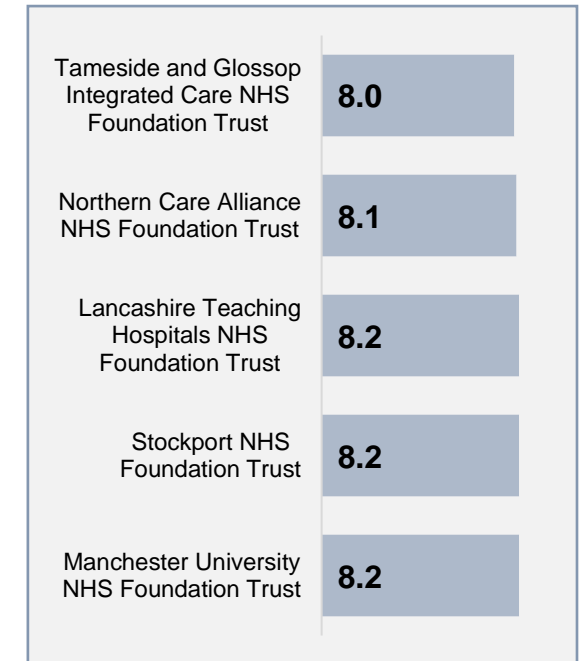 Tameside and Glossop
Integrated Care NHS
Foundation Trust
8.0
Northern Care Alliance
NHS Foundation Trust
8.1
Lancashire Teaching
Hospitals NHS
Foundation Trust
8.2
Stockport NHS
Foundation Trust
8.2
Manchester University
NHS Foundation Trust
8.2